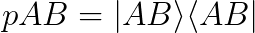 pAB = |AB⟩⟨AB|